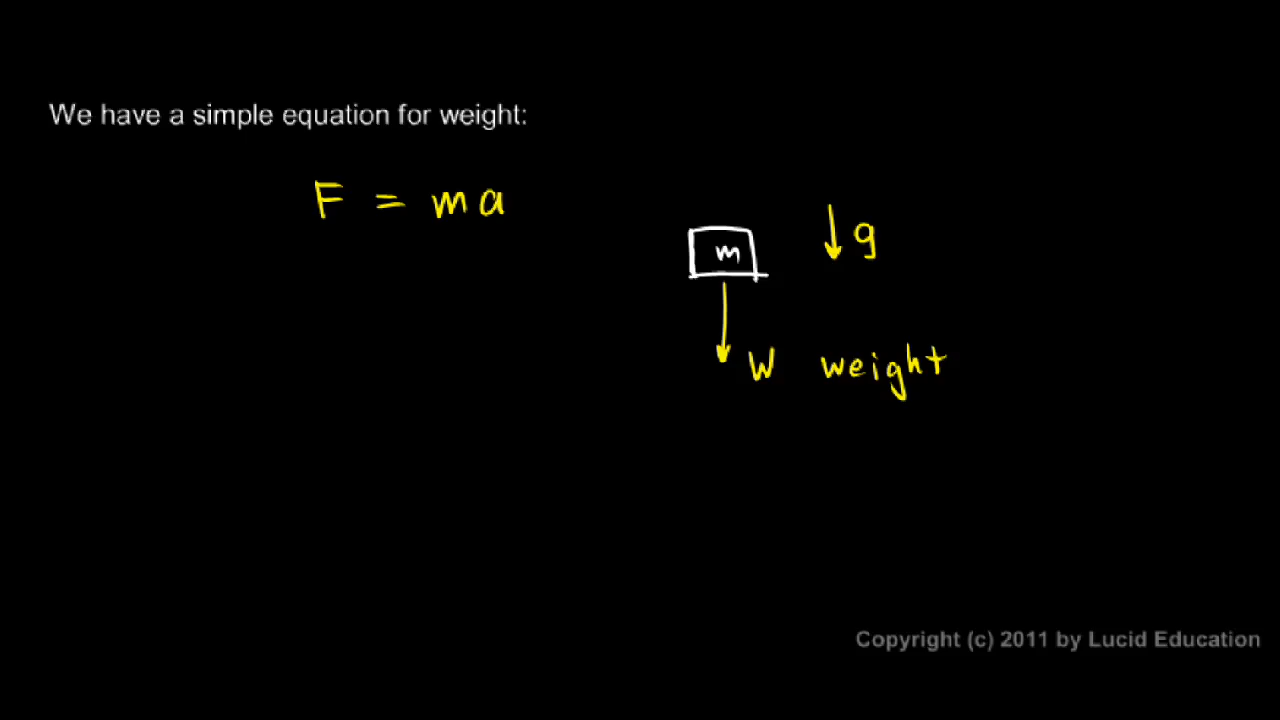 We have a simple equation for weight:
F = ma
m
g
W weight
Copyright (c) 2011 by Lucid Education